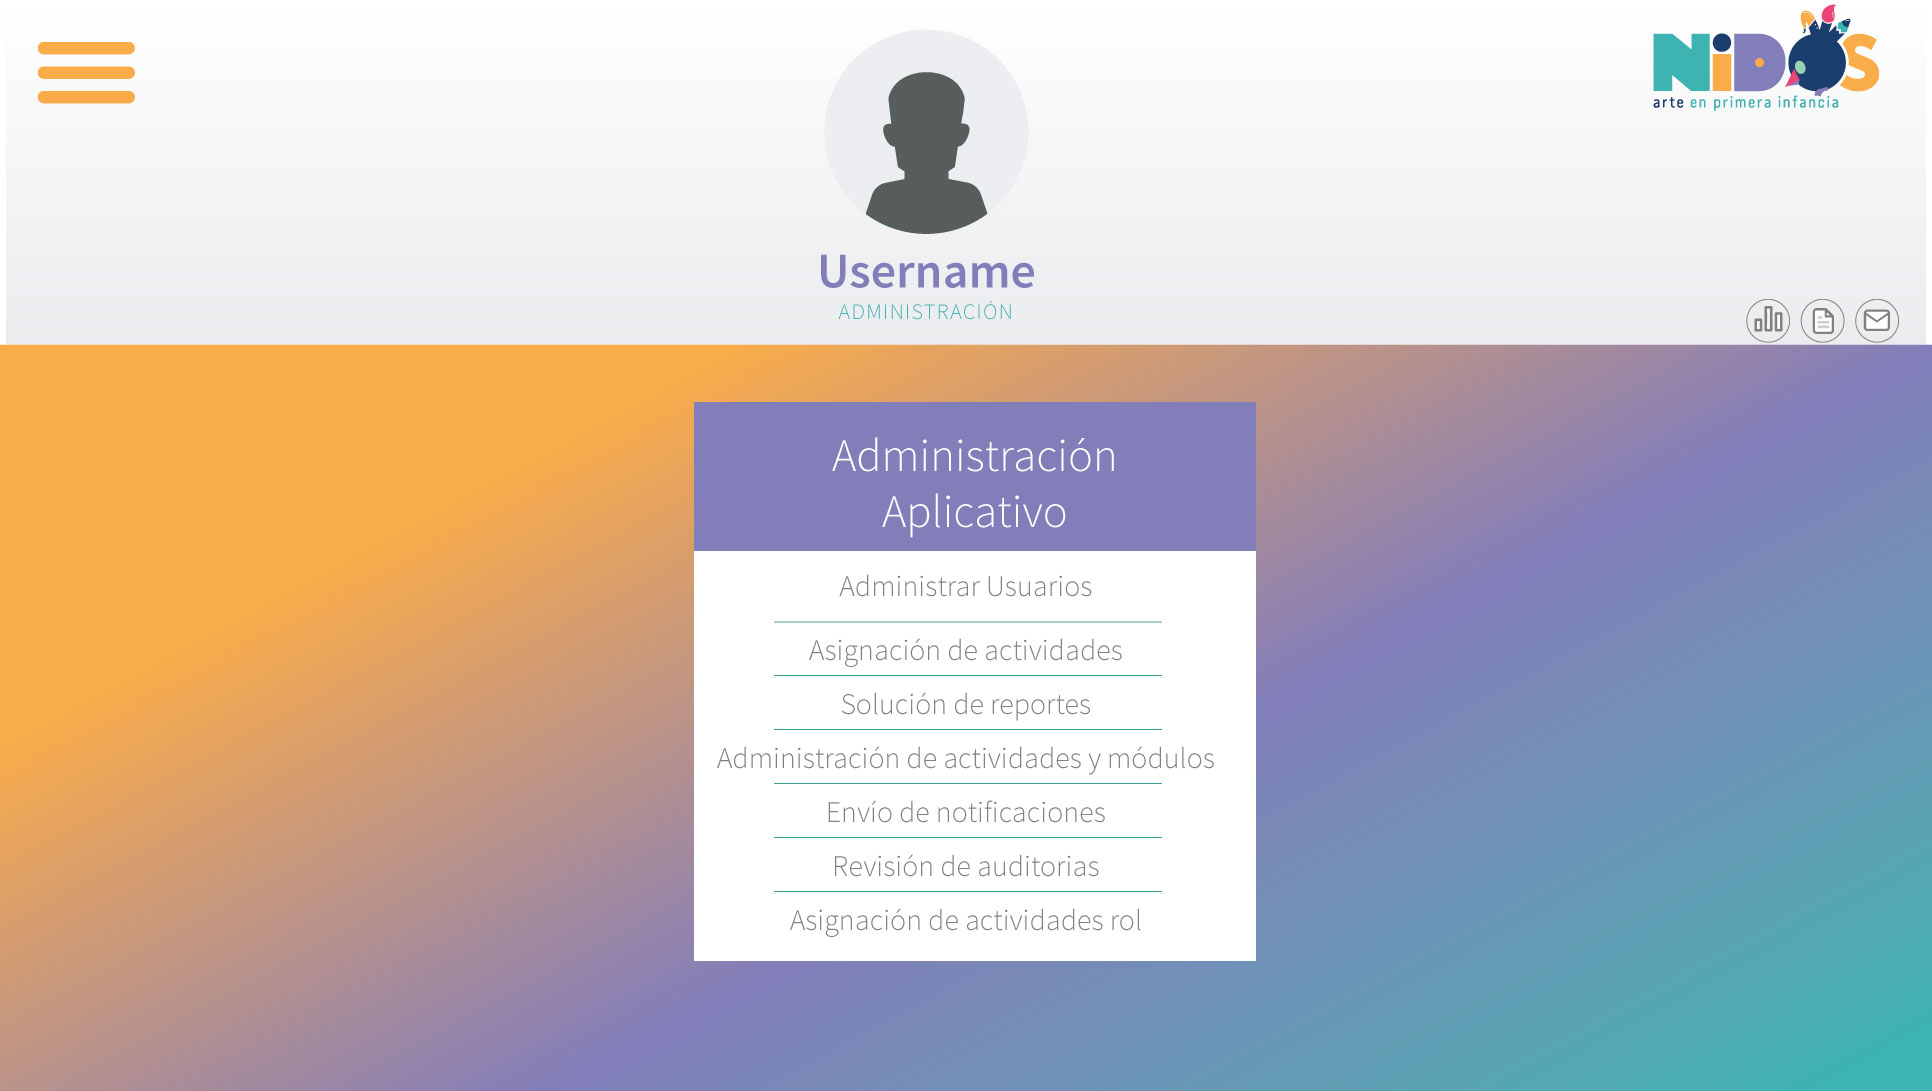 NiDOS
arte en primera infancia
Username
ADMINISTRACIÓN
Administración
Aplicativo
Administrar Usuarios
Asignación de actividades
Solución de reportes
Administración de actividades y módulos
Envío de notificaciones
Revisión de auditorias
Asignación de actividades rol